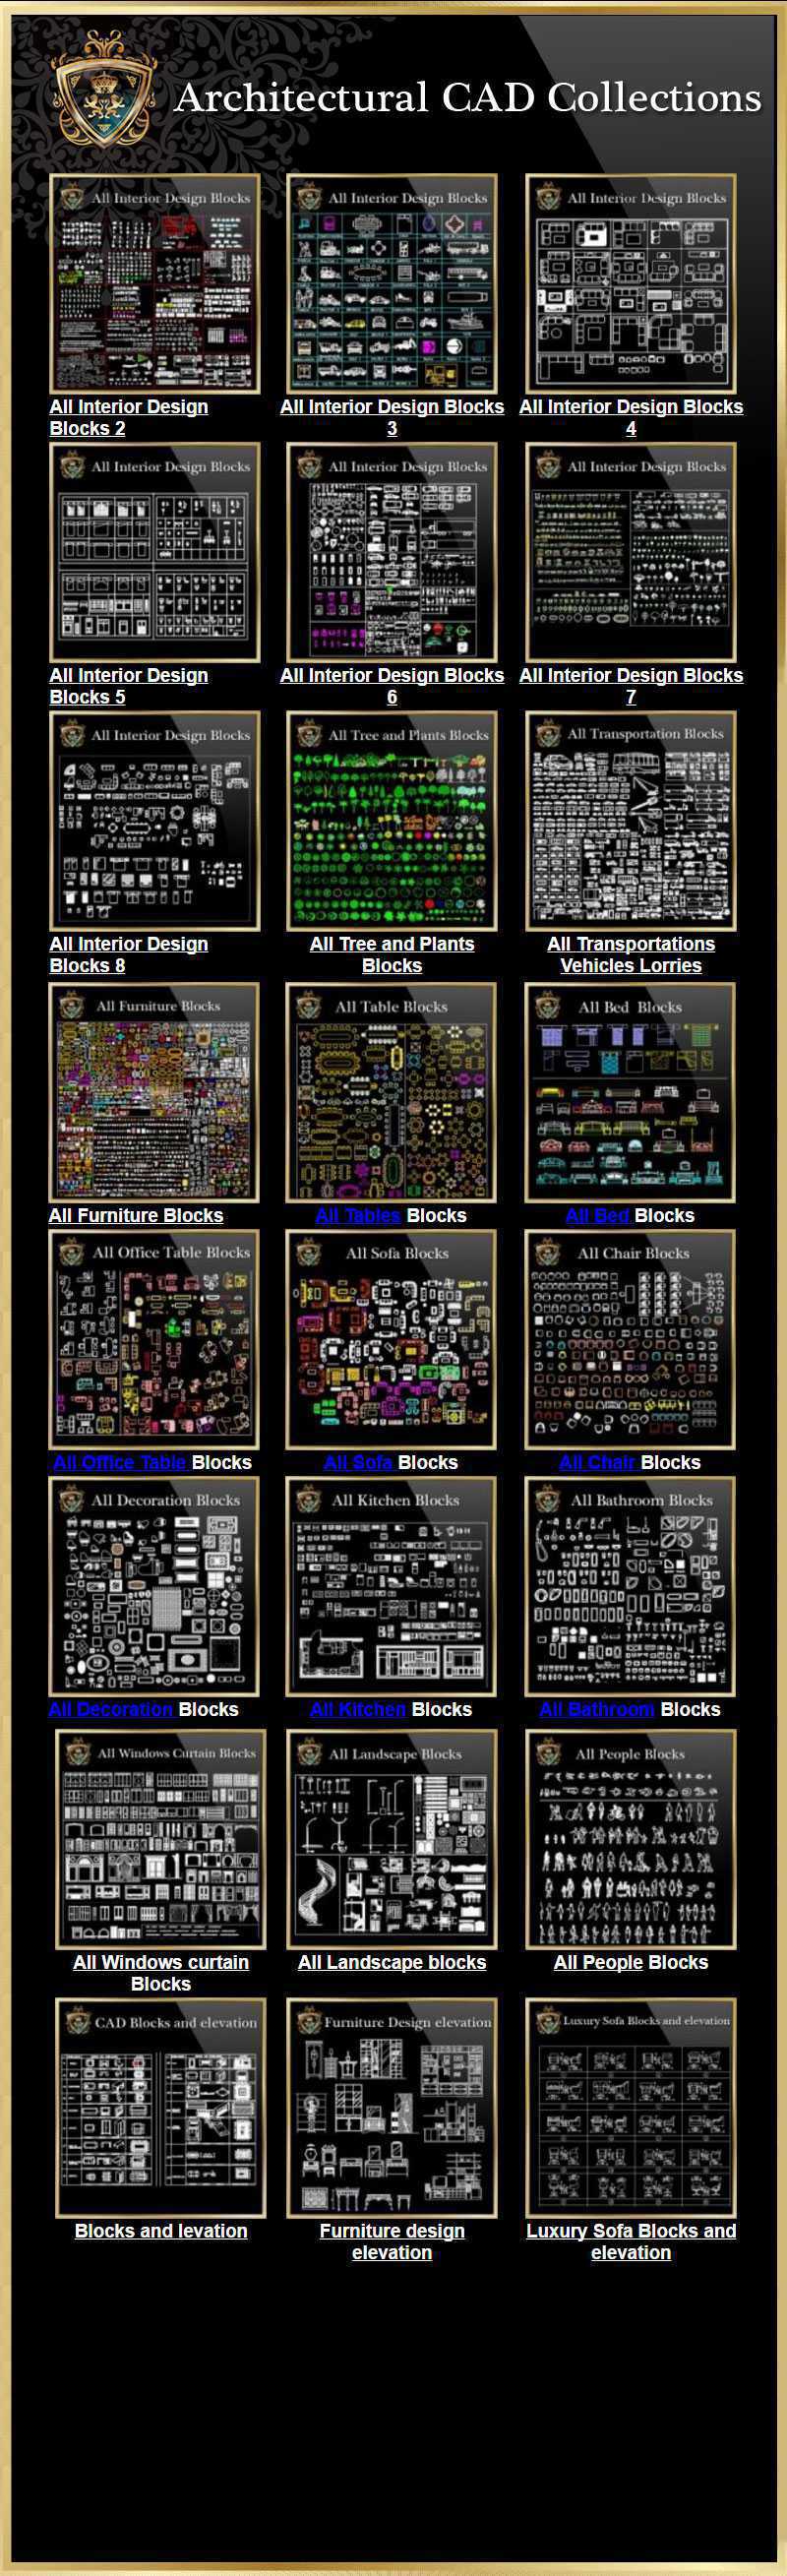 Architectural CAD Collections
All Interior Design Blocks
All Interior Design Blocks
All Interior Design Blocks
All Interior Design
Blocks 2
All Interior Design Blocks
3
All Interior Design Blocks
4
All Interior Design Blocks
All Interior Design Blocks
All Interior Design Blocks
All Interior Design
Blocks 5
All Interior Design Blocks
6
All Interior Design Blocks
7
All Interior Design Blocks
All Tree and Plants Blocks
All Transportation Blocks
All Interior Design
Blocks 8
All Tree and Plants
Blocks
All Transportations
Vehicles Lorries
All Furniture Blocks
All Table Blocks
All Bed Blocks
All Furniture Blocks
All Tables Blocks
All Bed Blocks
All Office Table Blocks
All Sofa Blocks
All Chair Blocks
All Office Table Blocks
All Sofa Blocks
All Chair Blocks
All Decoration Blocks
All Kitchen Blocks
All Bathroom Blocks
All Decoration Blocks
All Kitchen Blocks
All Bathroom Blocks
All Windows Curtain Blocks
All Landscape Blocks
All People Blocks
All Windows curtain
Blocks
All Landscape blocks
All People Blocks
CAD Blocks and elevation
Furniture Design elevation
Luxury Sofa Blocks and elevation
Blocks and levation
Furniture design
elevation
Luxury Sofa Blocks and
elevation